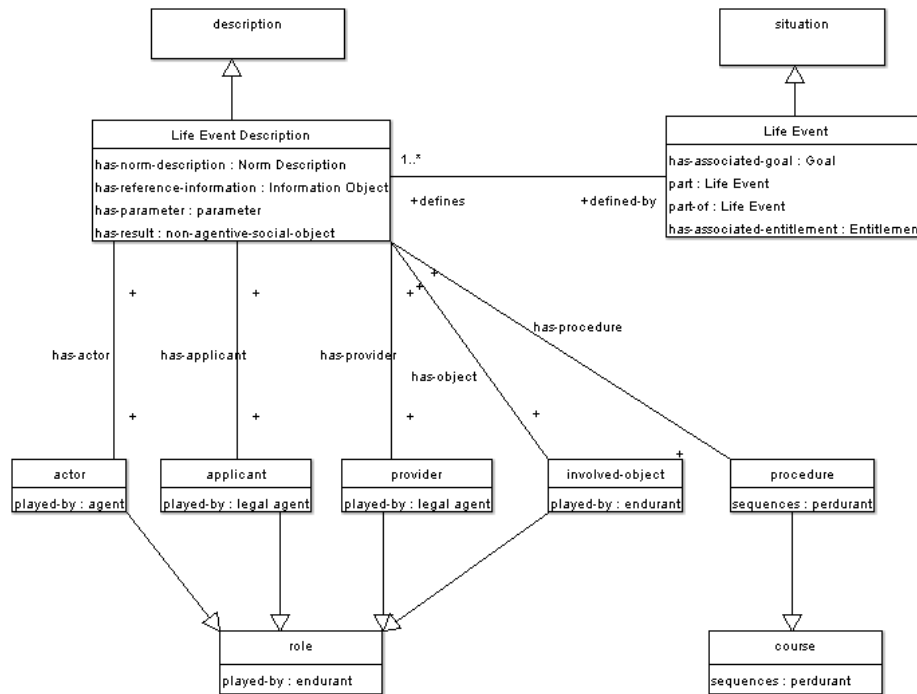 description
situation
Life Event Description
has-norm-description : Norm Description
has-reference-information : Information Object
has-parameter : parameter
has-result : non-agentive-social-object
Life Event
has-associated-goal : Goal
part : Life Event
part-of : Life Event
has-associated-entitlement : Entitlemen
1..*
+defines
+defined-by
+
+
+
+
+
has-actor
has-applicant
has-provider
has-object
has-procedure
+
+
+
+
+
actor
played-by : agent
applicant
played-by : legal agent
provider
played-by : legal agent
involved-object
played-by : endurant
procedure
sequences : perdurant
role
played-by : endurant
course
sequences : perdurant